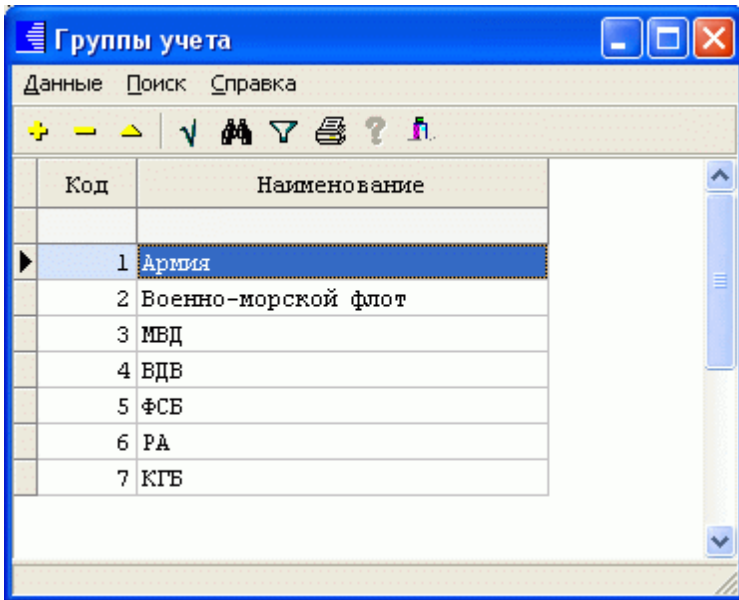 Группы учета
Данные Поиск Справка
Код Наименование
1 Армия
2 Военно-морской флот
3 МВД
4 ВДВ
5 ФСБ
6 РА
7 КГБ